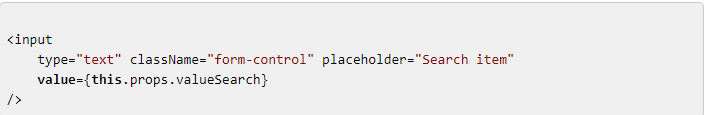 <input
type="text" className="form-control" placeholder="Search item"
value={this.props.valueSearch}
/>